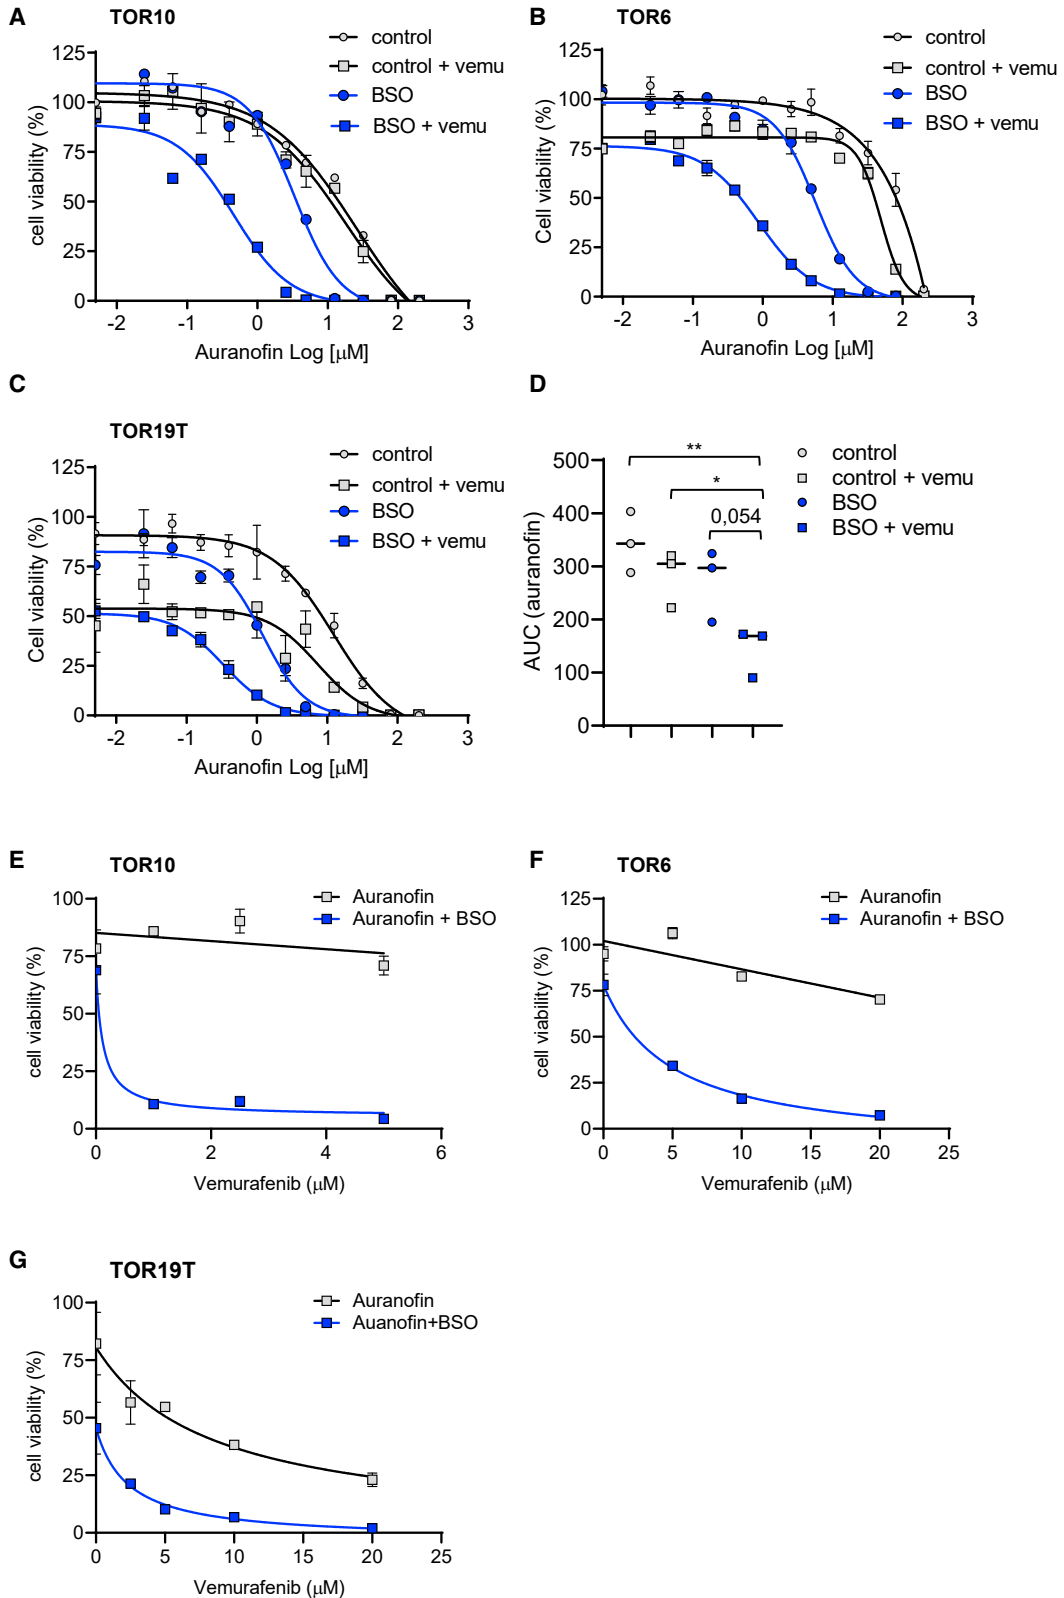 A
TOR10
control
control + vemu
BSO
BSO + vemu
cell viability (%)
125
100
75
50
25
0
-2
-1
0
1
2
3
Auranofin Log [µM]
B
TOR6
control
control + vemu
BSO
BSO + vemu
Cell viability (%)
125
100
75
50
25
0
-2
-1
0
1
2
3
Auranofin Log [µM]
C
TOR19T
control
control + vemu
BSO
BSO + vemu
Cell viability (%)
125
100
75
50
25
0
-2
-1
0
1
2
3
Auranofin Log [µM]
D
AUC (auranofin)
500
400
300
200
100
0
**
*
0,054
control
control + vemu
BSO
BSO + vemu
E
TOR10
Auranofin
Auranofin + BSO
cell viability (%)
100
75
50
25
0
0
2
4
6
Vemurafenib (µM)
F
TOR6
Auranofin
Auranofin + BSO
cell viability (%)
125
100
75
50
25
0
0
5
10
15
20
25
Vemurafenib (µM)
G
TOR19T
Auranofin
Auanofin+BSO
cell viability (%)
100
75
50
25
0
0
5
10
15
20
25
Vemurafenib (µM)